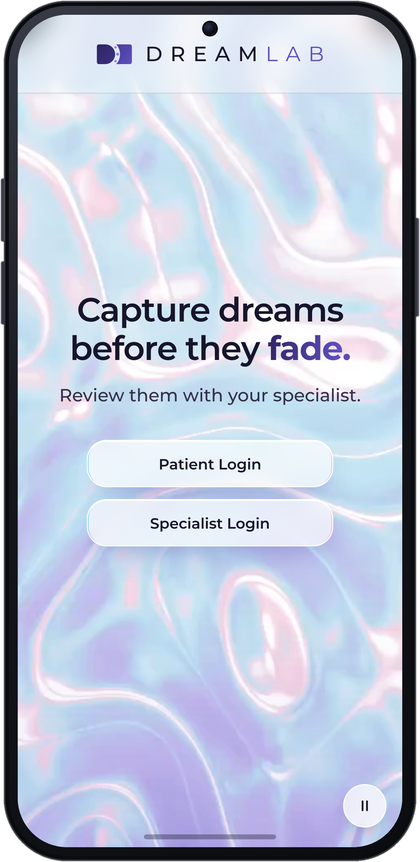 DREAMLAB
Capture dreams
before they fade.
Review them with your specialist.
Patient Login
Specialist Login